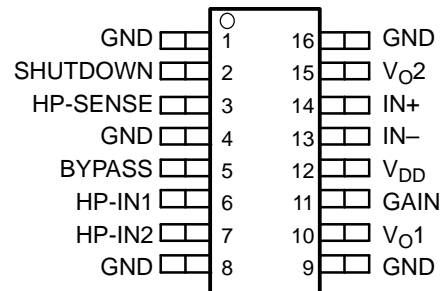 GND 1 16 GND
SHUTDOWN 2 15 VO2
HP-SENSE 3 14 IN+
GND 4 13 IN–
BYPASS 5 12 VDD
HP-IN1 6 11 GAIN
HP-IN2 7 10 VO1
GND 8 9 GND